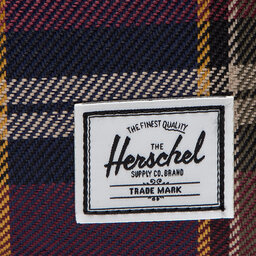 THE FINEST QUALITY
THE
Herschel
SUPPLY CO. BRAND
TRADE MARK